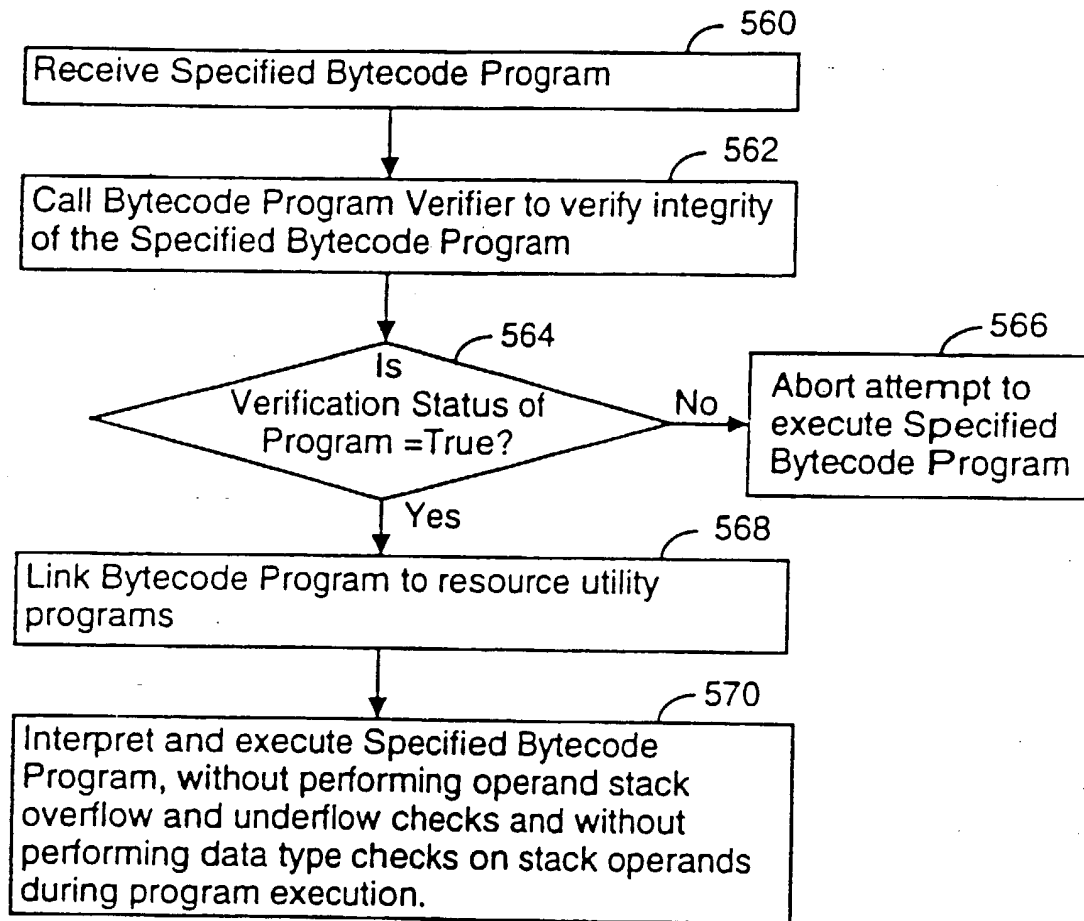 560
Receive Specified Bytecode Program
562
Call Bytecode Program Verifier to verify integrity
of the Specified Bytecode Program
564
Is
Verification Status of
Program =True?
No
566
Abort attempt to
execute Specified
Bytecode Program
Yes
568
Link Bytecode Program to resource utility
programs
570
Interpret and execute Specified Bytecode
Program, without performing operand stack
overflow and underflow checks and without
performing data type checks on stack operands
during program execution.